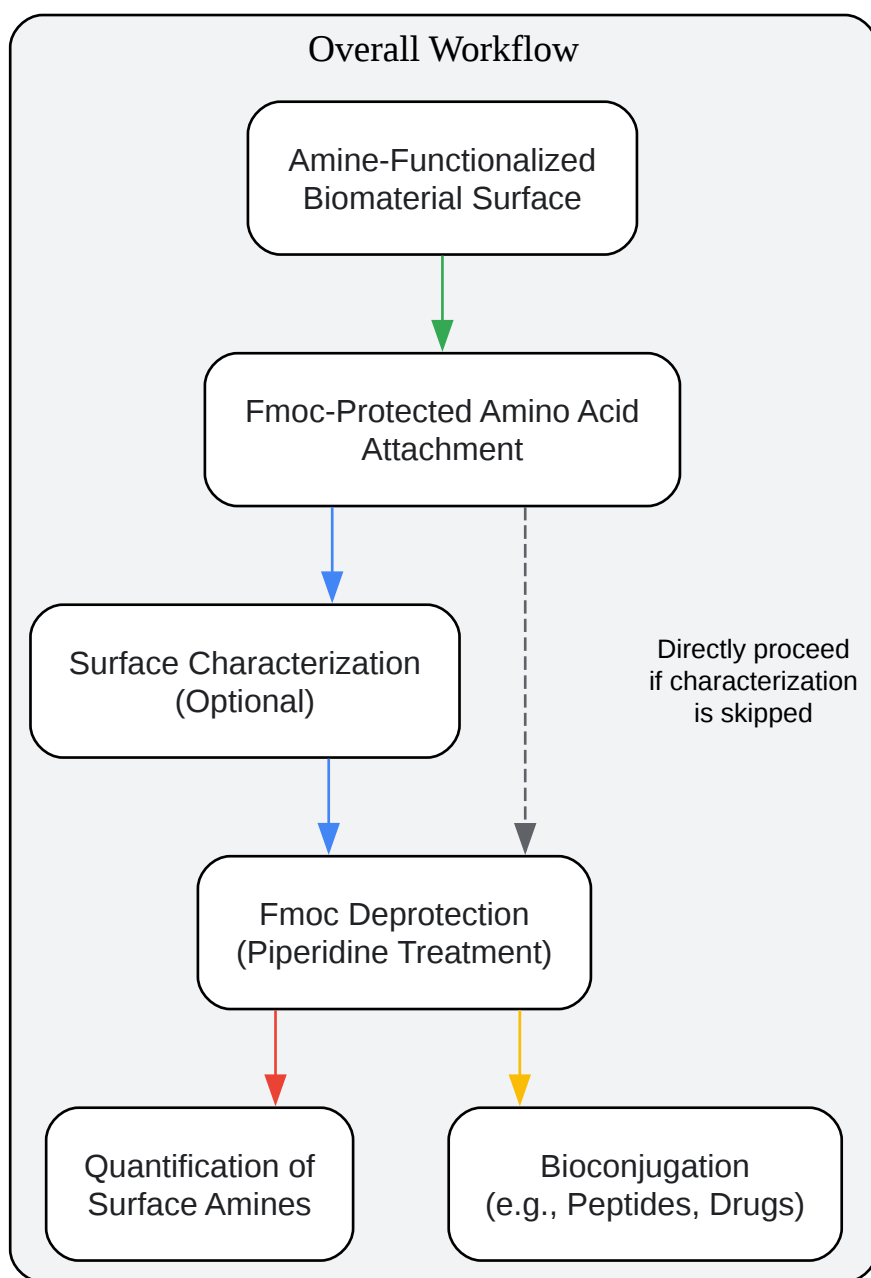 Overall Workflow
Amine-Functionalized
Biomaterial Surface
Fmoc-Protected Amino Acid
Attachment
Surface Characterization
(Optional)
Directly proceed
if characterization
is skipped
Fmoc Deprotection
(Piperidine Treatment)
Quantification of
Surface Amines
Bioconjugation
(e.g., Peptides, Drugs)